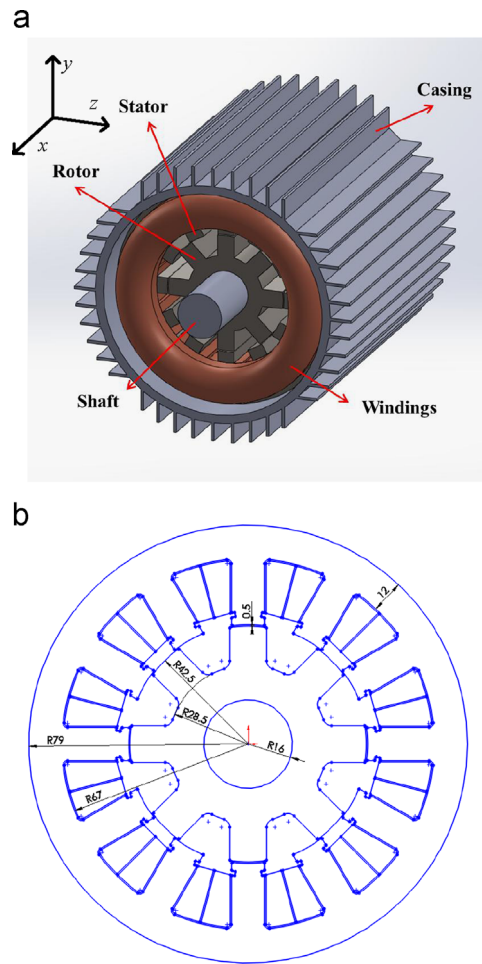 a
y
z
x
Stator
Casing
Rotor
Shaft
Windings
b
12
0.5
R42.5
R28.5
R16
R79
R67